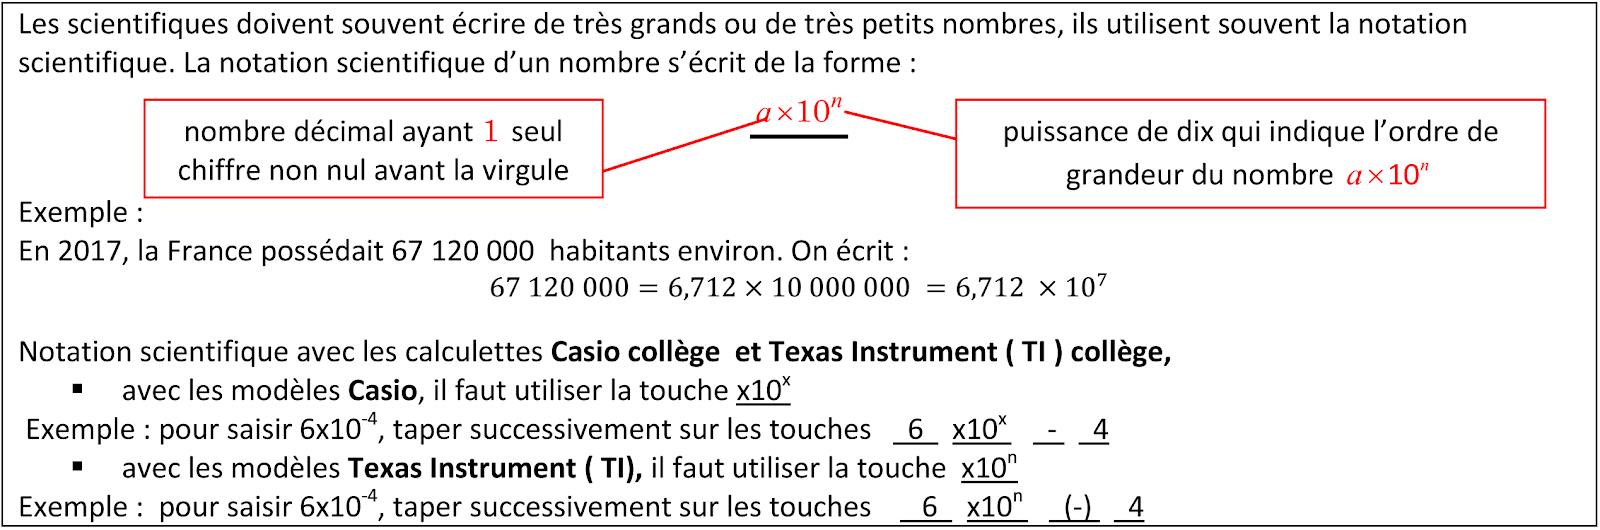 Les scientifiques doivent souvent écrire de très grands ou de très petits nombres, ils utilisent souvent la notation
scientifique. La notation scientifique d’un nombre s’écrit de la forme :
a×10ⁿ
nombre décimal ayant 1 seul
chiffre non nul avant la virgule
puissance de dix qui indique l’ordre de
grandeur du nombre a×10ⁿ
Exemple :
En 2017, la France possédait 67 120 000 habitants environ. On écrit :
67 120 000 = 6,712 × 10 000 000 = 6,712 × 10⁷
Notation scientifique avec les calculettes Casio collège et Texas Instrument ( TI ) collège,
▪ avec les modèles Casio, il faut utiliser la touche x10ˣ
Exemple : pour saisir 6x10⁻⁴, taper successivement sur les touches 6 x10ˣ - 4
▪ avec les modèles Texas Instrument ( TI), il faut utiliser la touche x10ⁿ
Exemple : pour saisir 6x10⁻⁴, taper successivement sur les touches 6 x10ⁿ (-) 4